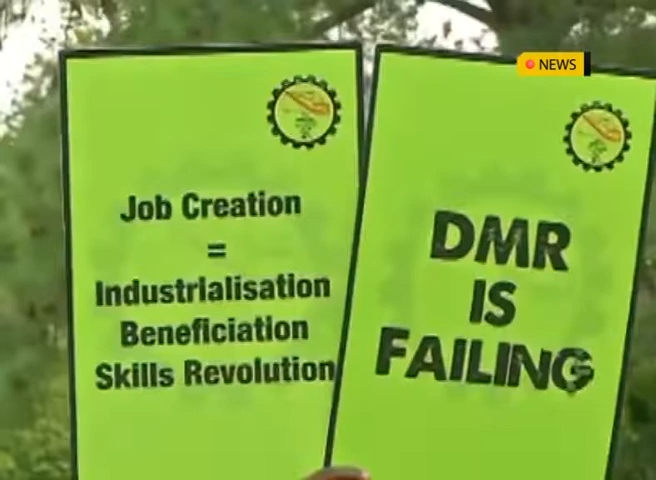 NEWS
Job Creation
=
Industrialisation
Beneficiation
Skills Revolution
DMR
IS
FAILING